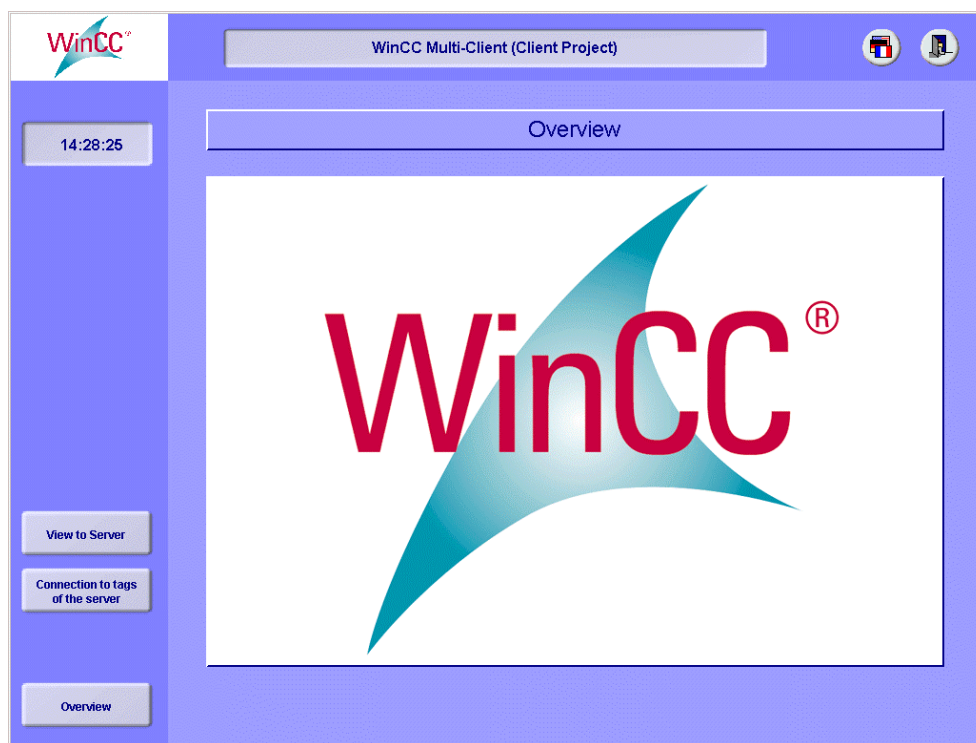 WinCC®
WinCC Multi-Client (Client Project)
14:28:25
Overview
WinCC®
View to Server
Connection to tags
of the server
Overview